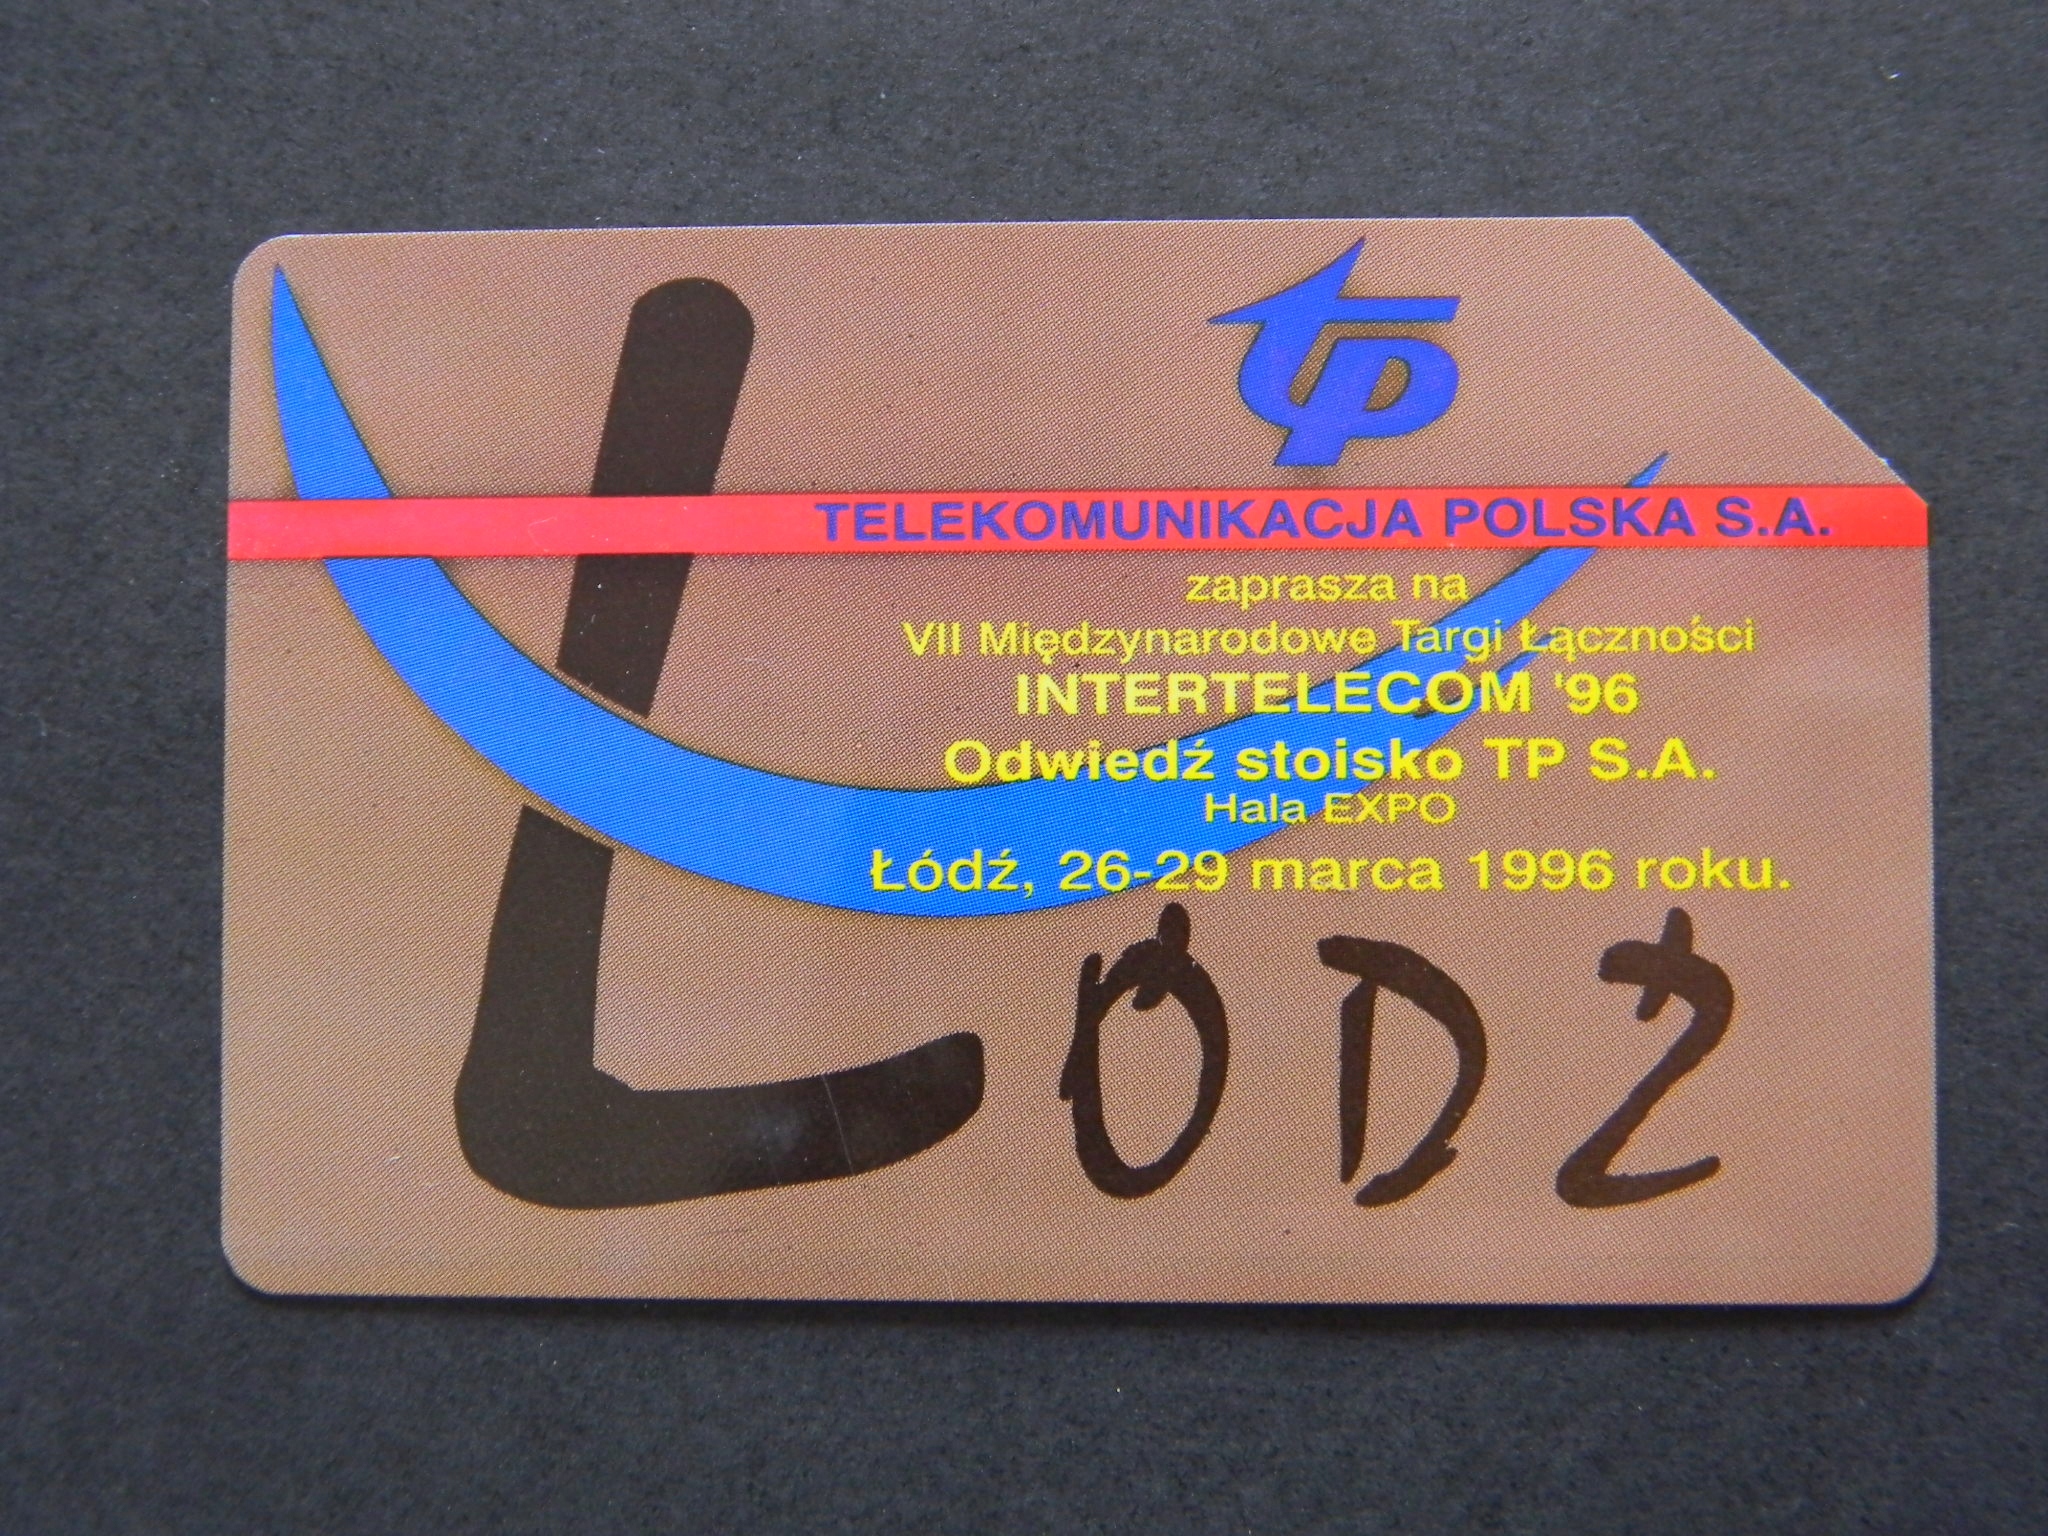 tp
TELEKOMUNIKACJA POLSKA S.A.
zaprasza na
VII Międzynarodowe Targi Łączności
INTERTELECOM '96
Odwiedź stoisko TP S.A.
Hala EXPO
Łódź, 26-29 marca 1996 roku.
ŁÓDŹ